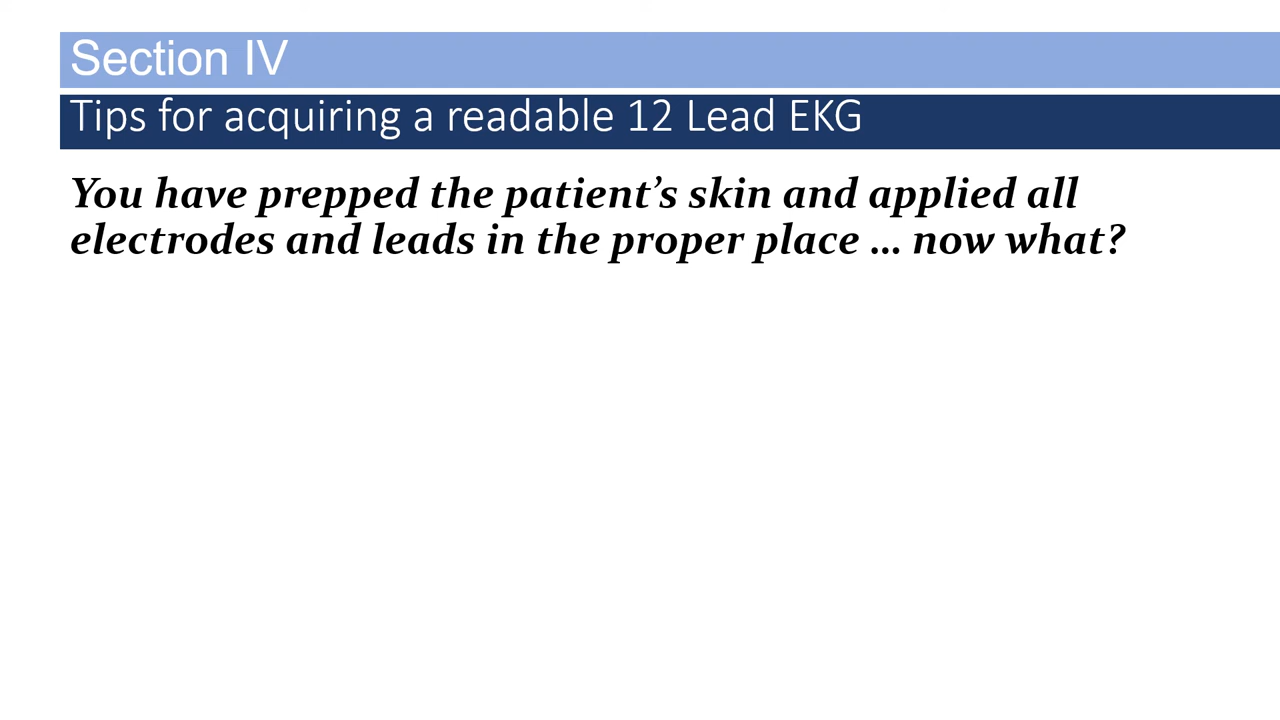 Section IV
Tips for acquiring a readable 12 Lead EKG
You have prepped the patient’s skin and applied all
electrodes and leads in the proper place … now what?